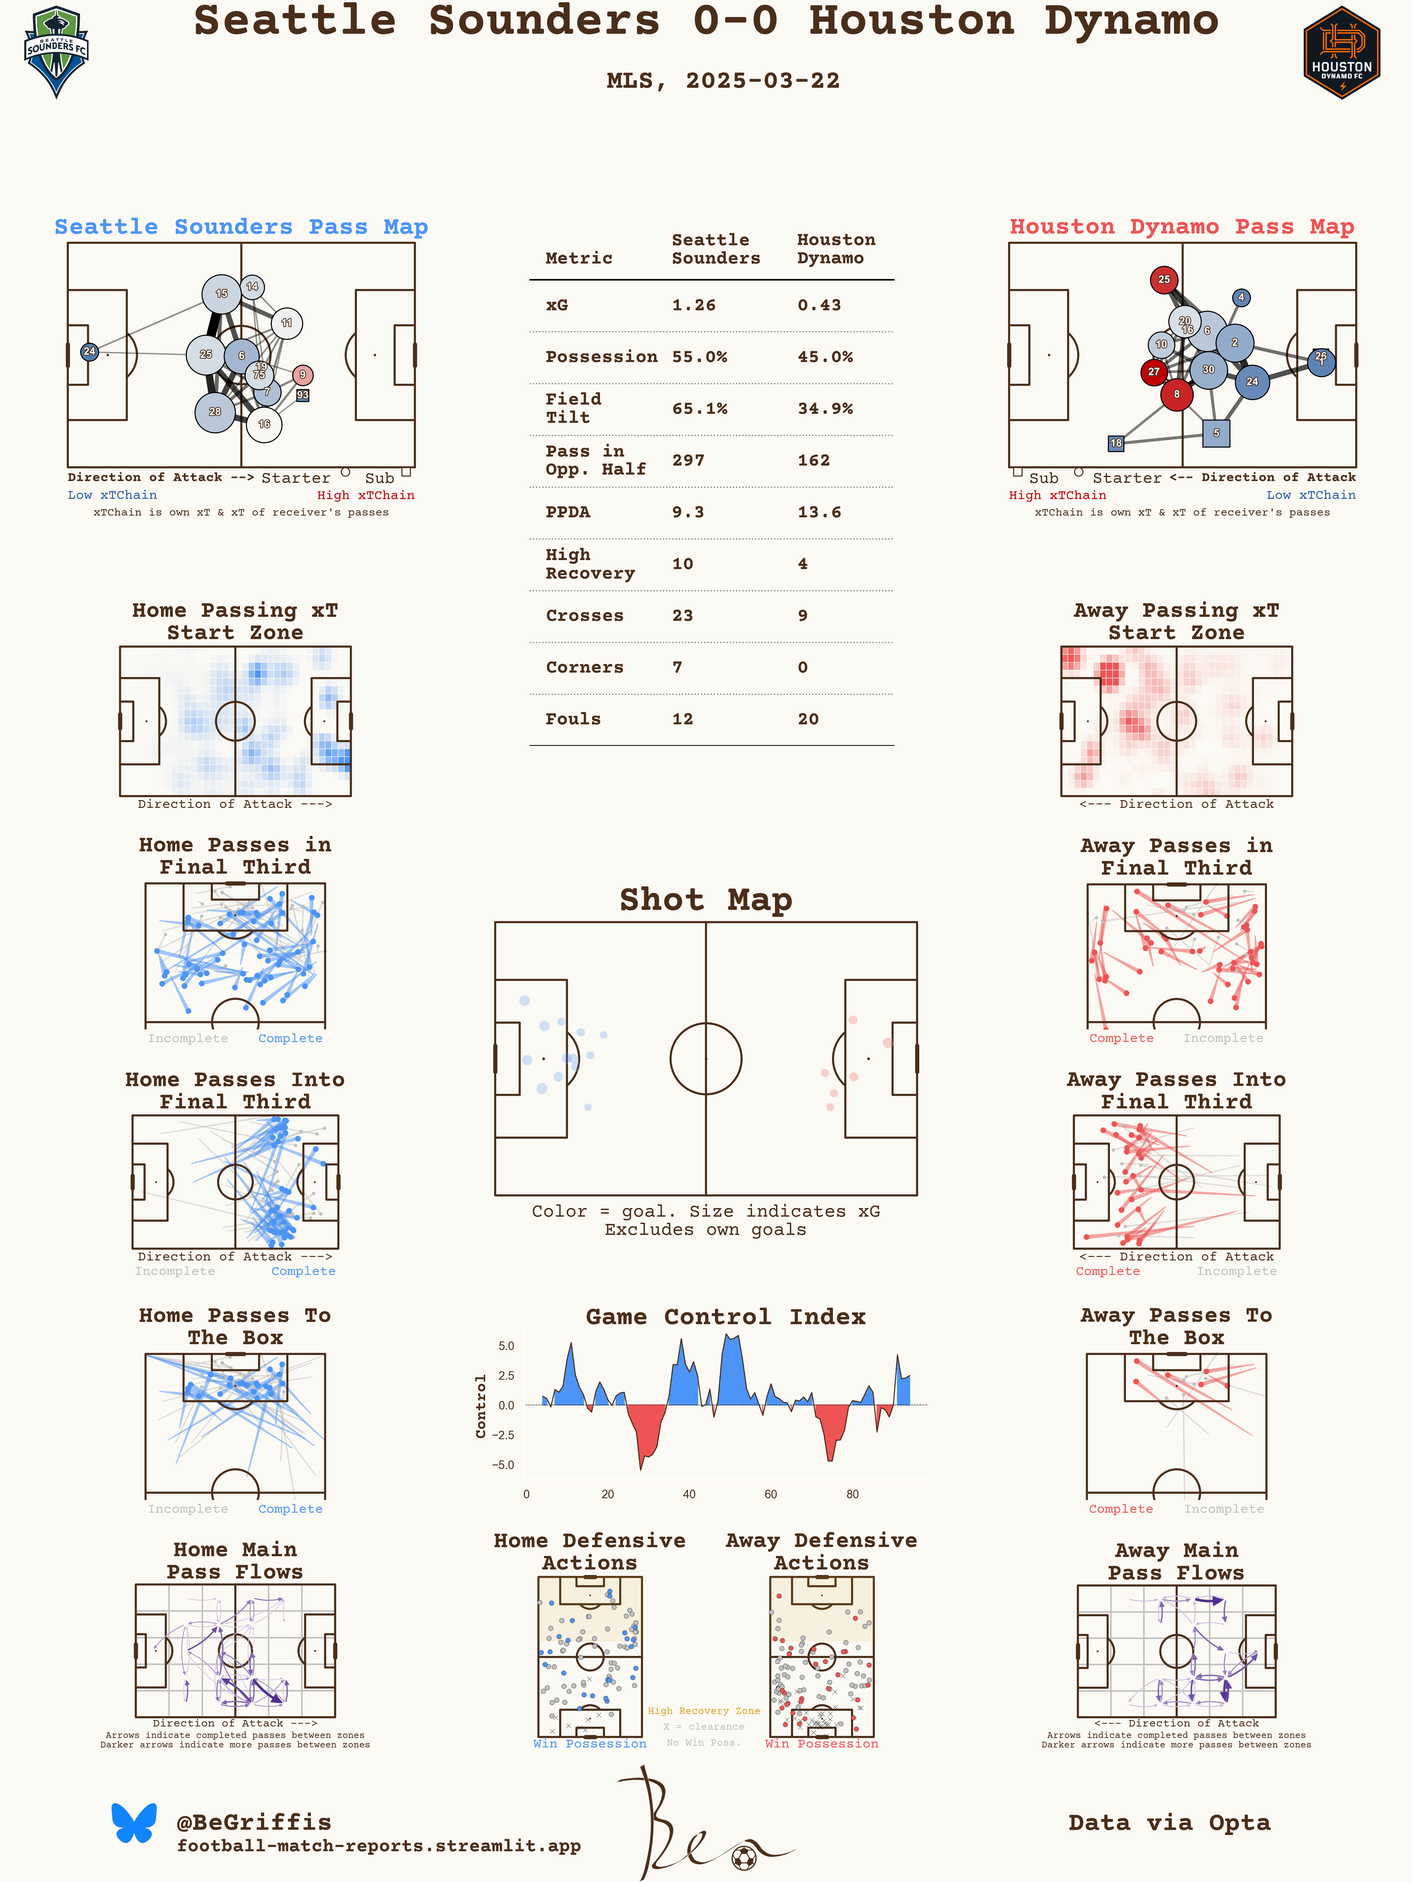 Seattle Sounders 0-0 Houston Dynamo
MLS, 2025-03-22
SEATTLE
SOUNDERS FC
HOUSTON
DYNAMO FC
Seattle Sounders Pass Map
15
14
11
24
25
6
19
75
9
7
93
28
16
Direction of Attack --> Starter Sub
Low xTChain High xTChain
xTChain is own xT & xT of receiver's passes
Metric Seattle Sounders Houston Dynamo
xG 1.26 0.43
Possession 55.0% 45.0%
Field Tilt 65.1% 34.9%
Pass in Opp. Half 297 162
PPDA 9.3 13.6
High Recovery 10 4
Crosses 23 9
Corners 7 0
Fouls 12 20
Houston Dynamo Pass Map
25
4
20
16
6
10
2
26
1
27
30
24
8
5
18
Sub Starter <-- Direction of Attack
High xTChain Low xTChain
xTChain is own xT & xT of receiver's passes
Home Passing xT
Start Zone
Direction of Attack --->
Away Passing xT
Start Zone
<--- Direction of Attack
Home Passes in
Final Third
Incomplete Complete
Away Passes in
Final Third
Complete Incomplete
Shot Map
Color = goal. Size indicates xG
Excludes own goals
Home Passes Into
Final Third
Direction of Attack --->
Incomplete Complete
Away Passes Into
Final Third
<--- Direction of Attack
Complete Incomplete
Home Passes To
The Box
Incomplete Complete
Game Control Index
Control
5.0
2.5
0.0
−2.5
−5.0
0 20 40 60 80
Away Passes To
The Box
Complete Incomplete
Home Main
Pass Flows
Direction of Attack --->
Arrows indicate completed passes between zones
Darker arrows indicate more passes between zones
Home Defensive
Actions
Win Possession
Away Defensive
Actions
Win Possession
High Recovery Zone
X = clearance
No Win Poss.
Away Main
Pass Flows
<--- Direction of Attack
Arrows indicate completed passes between zones
Darker arrows indicate more passes between zones
@BeGriffis
football-match-reports.streamlit.app
Ben
Data via Opta